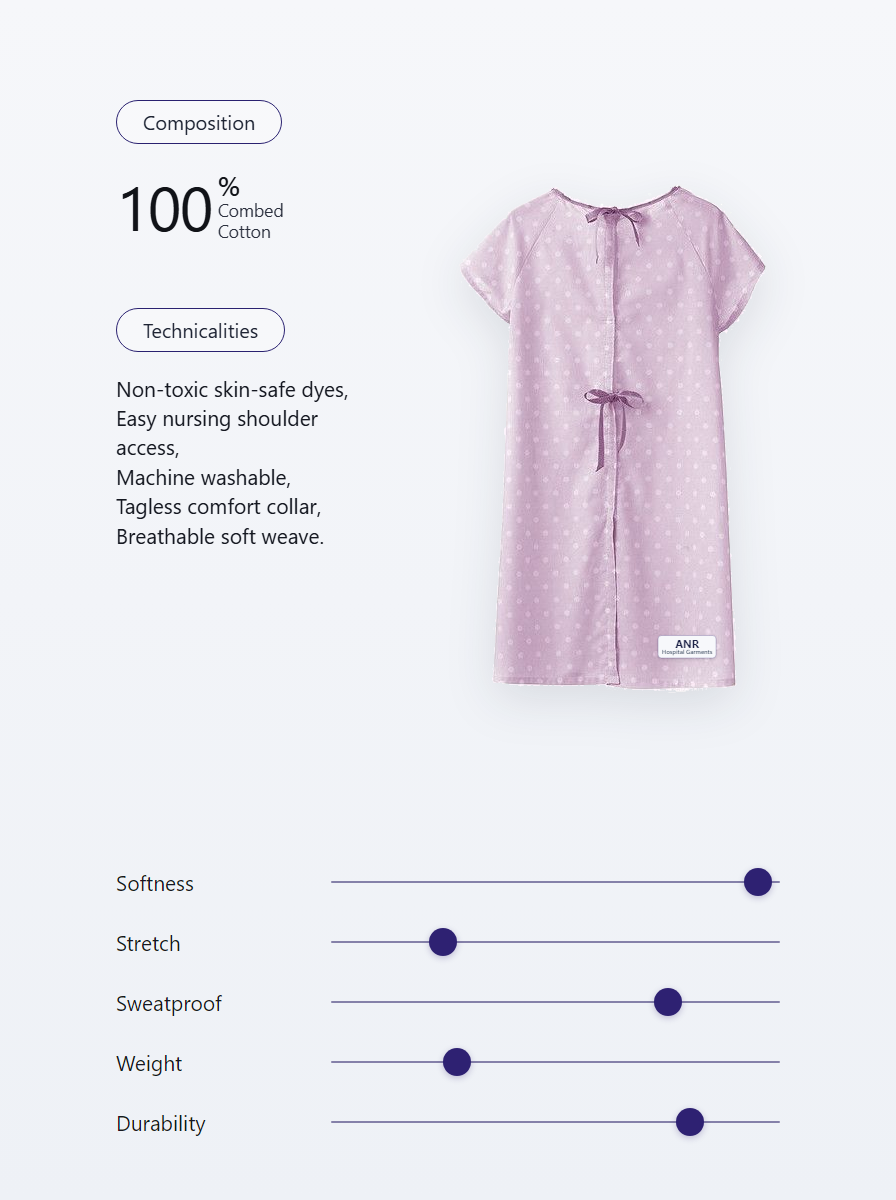 Composition
100 %
Combed
Cotton
Technicalities
Non-toxic skin-safe dyes,
Easy nursing shoulder
access,
Machine washable,
Tagless comfort collar,
Breathable soft weave.
ANR
Hospital Garments
Softness
Stretch
Sweatproof
Weight
Durability